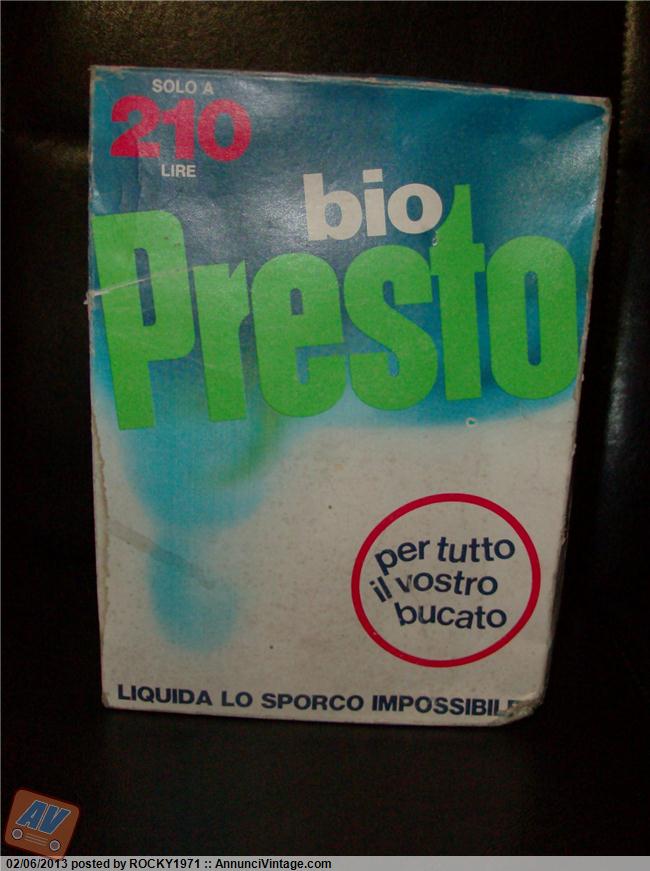 SOLO A
210
LIRE
bio
Presto
per tutto
il vostro
bucato
LIQUIDA LO SPORCO IMPOSSIBILE
AV
02/06/2013 posted by ROCKY1971 :: AnnunciVintage.com